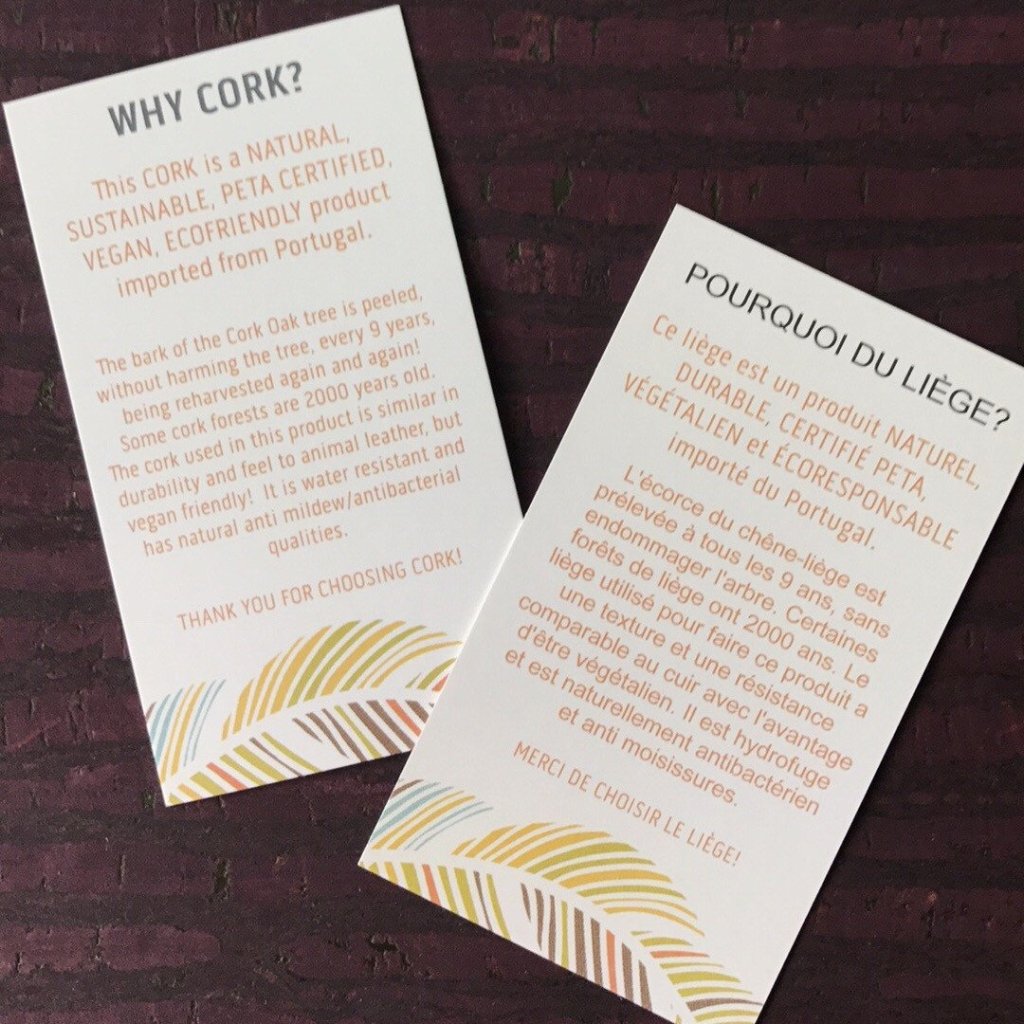 WHY CORK?
This CORK is a NATURAL,
SUSTAINABLE, PETA CERTIFIED,
VEGAN, ECOFRIENDLY product
imported from Portugal.
The bark of the Cork Oak tree is peeled,
without harming the tree, every 9 years,
being reharvested again and again!
Some cork forests are 2000 years old.
The cork used in this product is similar in
durability and feel to animal leather, but
vegan friendly! It is water resistant and
has natural anti mildew/antibacterial
qualities.
THANK YOU FOR CHOOSING CORK!
POURQUOI DU LIÈGE?
Ce liège est un produit NATUREL,
DURABLE, CERTIFIÉ PETA,
VÉGÉTALIEN et ÉCORESPONSABLE
importé du Portugal.
L'écorce du chêne-liège est
prélevée à tous les 9 ans, sans
endommager l'arbre. Certaines
forêts de liège ont 2000 ans. Le
liège utilisé pour faire ce produit a
une texture et une résistance
comparable au cuir avec l'avantage
d'être végétalien. Il est hydrofuge
et est naturellement antibactérien
et anti moisissures.
MERCI DE CHOISIR LE LIÈGE!